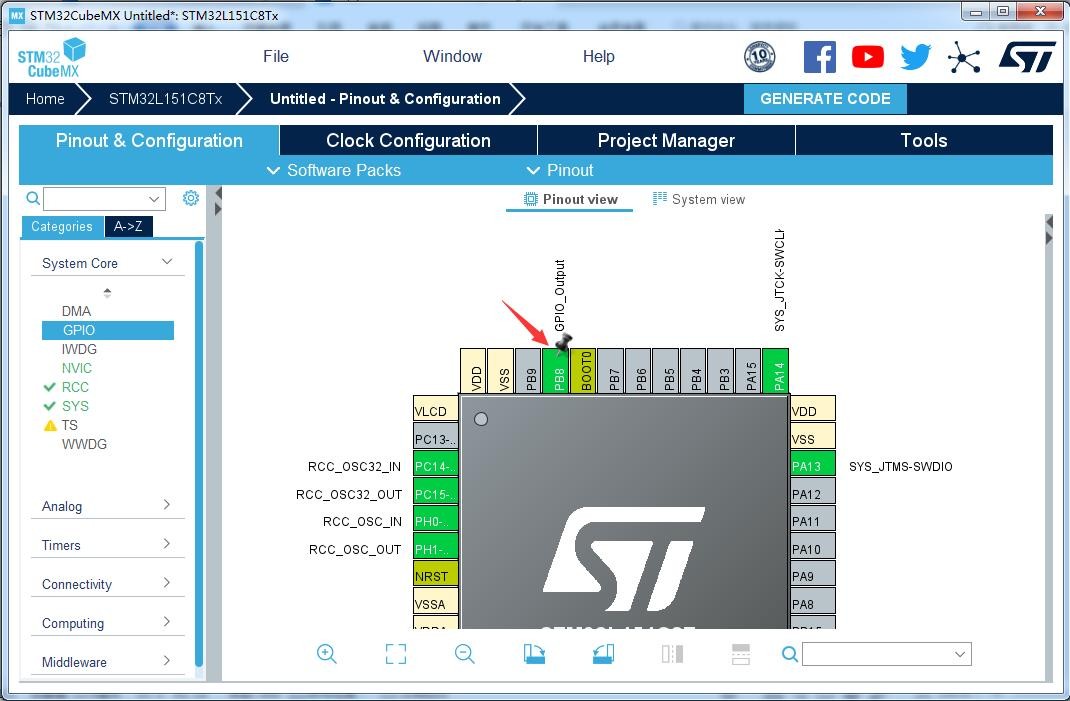 MX STM32CubeMX Untitled*: STM32L151C8Tx
STM32 CubeMX
File Window Help
10
Home STM32L151C8Tx Untitled - Pinout & Configuration GENERATE CODE
Pinout & Configuration Clock Configuration Project Manager Tools
Software Packs Pinout
Pinout view System view
Categories A->Z
System Core
DMA
GPIO
IWDG
NVIC
RCC
SYS
TS
WWDG
Analog
Timers
Connectivity
Computing
Middleware
GPIO_Output
SYS_JTCK-SWCLK
VDD VSS PB9 PB8 BOOT0 PB7 PB6 PB5 PB4 PB3 PA15 PA14
VLCD VDD
PC13-.. VSS
RCC_OSC32_IN PC14-.. PA13 SYS_JTMS-SWDIO
RCC_OSC32_OUT PC15-.. PA12
RCC_OSC_IN PH0-.. PA11
RCC_OSC_OUT PH1-.. PA10
NRST PA9
VSSA PA8